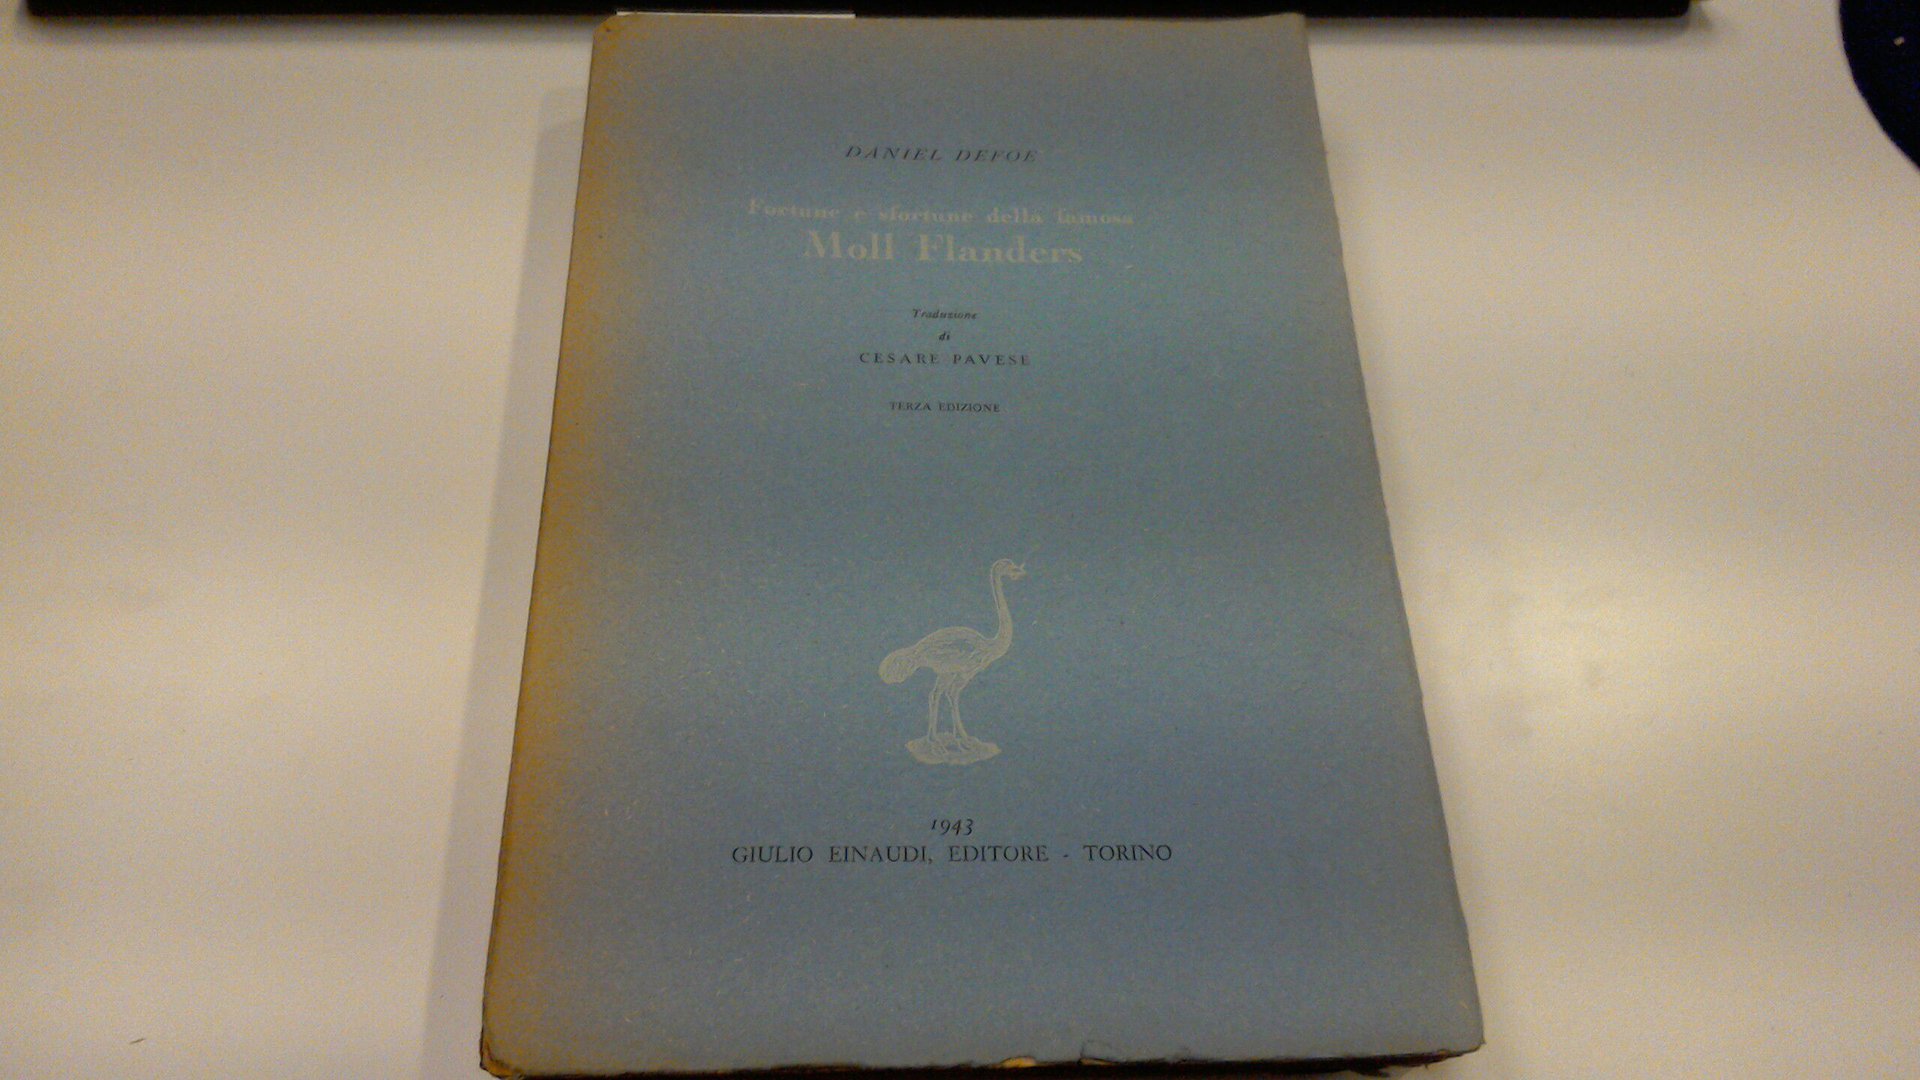 DANIEL DEFOE
Fortune e sfortune della famosa
Moll Flanders
Traduzione
di
CESARE PAVESE
TERZA EDIZIONE
1943
GIULIO EINAUDI, EDITORE - TORINO